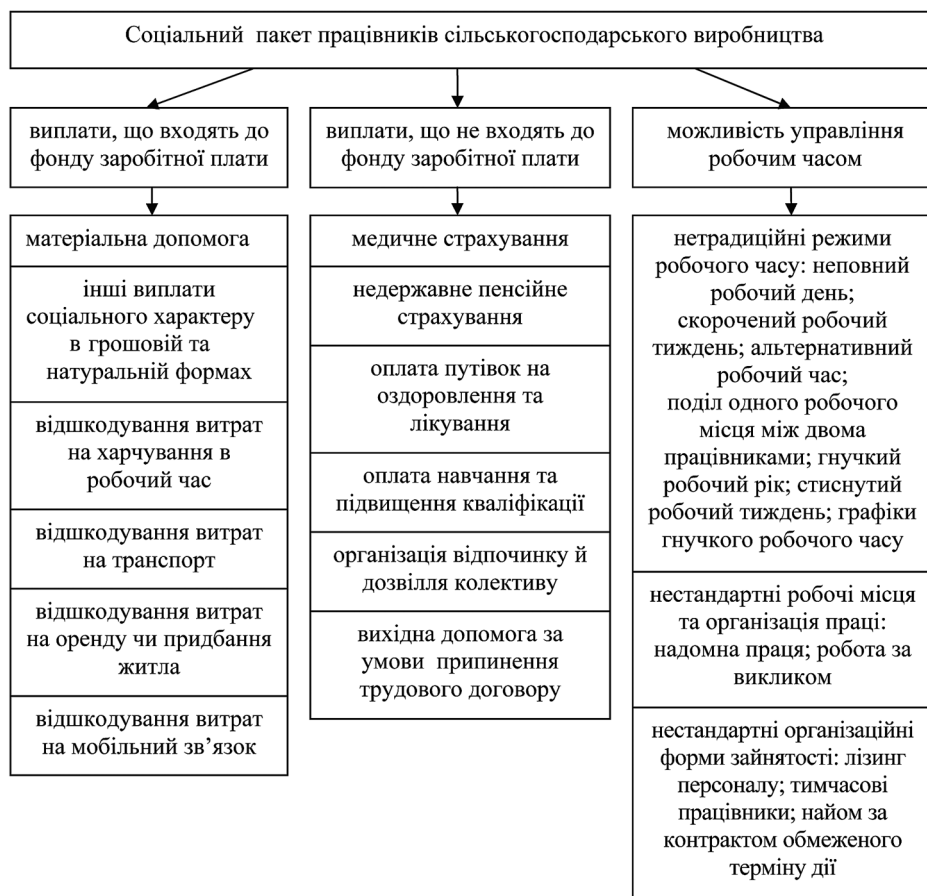 Соціальний пакет працівників сільськогосподарського виробництва
виплати, що входять до
фонду заробітної плати
виплати, що не входять до
фонду заробітної плати
можливість управління
робочим часом
матеріальна допомога
інші виплати
соціального характеру
в грошовій та
натуральній формах
відшкодування витрат
на харчування в
робочий час
відшкодування витрат
на транспорт
відшкодування витрат
на оренду чи придбання
житла
відшкодування витрат
на мобільний зв’язок
медичне страхування
недержавне пенсійне
страхування
оплата путівок на
оздоровлення та
лікування
оплата навчання та
підвищення кваліфікації
організація відпочинку й
дозвілля колективу
вихідна допомога за
умови припинення
трудового договору
нетрадиційні режими
робочого часу: неповний
робочий день;
скорочений робочий
тиждень; альтернативний
робочий час;
поділ одного робочого
місця між двома
працівниками; гнучкий
робочий рік; стиснутий
робочий тиждень; графіки
гнучкого робочого часу
нестандартні робочі місця
та організація праці:
надомна праця; робота за
викликом
нестандартні організаційні
форми зайнятості: лізинг
персоналу; тимчасові
працівники; найом за
контрактом обмеженого
терміну дії